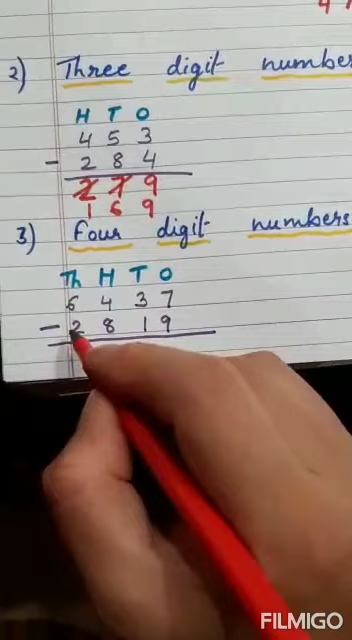 2) Three digit number
H T O
4 5 3
- 2 8 4
2 7 9
1 6 9
3) Four digit numbers
Th H T O
6 4 3 7
- 2 8 1 9
FILMIGO